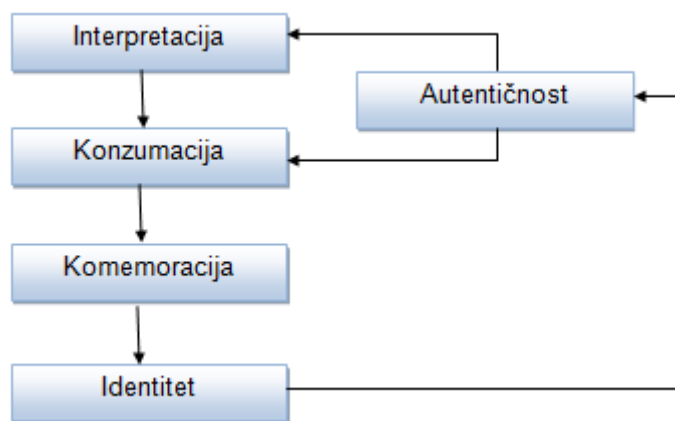 Interpretacija
Autentičnost
Konzumacija
Komemoracija
Identitet